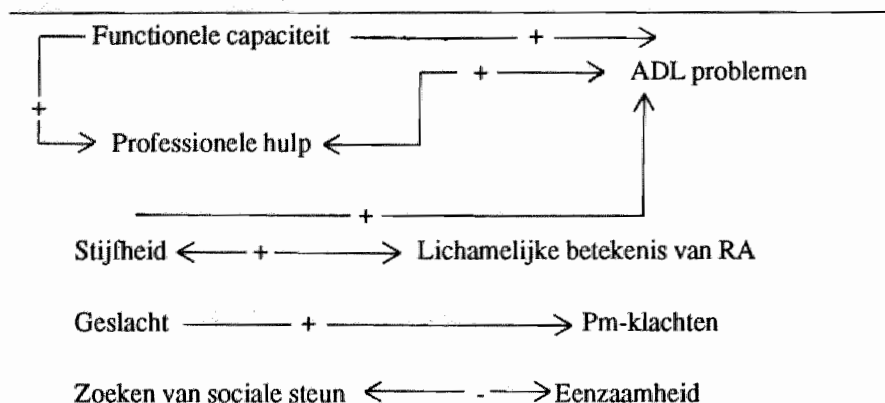 Functionele capaciteit +
+ ADL problemen
+
Professionele hulp
+
Stijfheid + Lichamelijke betekenis van RA
Geslacht + Pm-klachten
Zoeken van sociale steun - Eenzaamheid